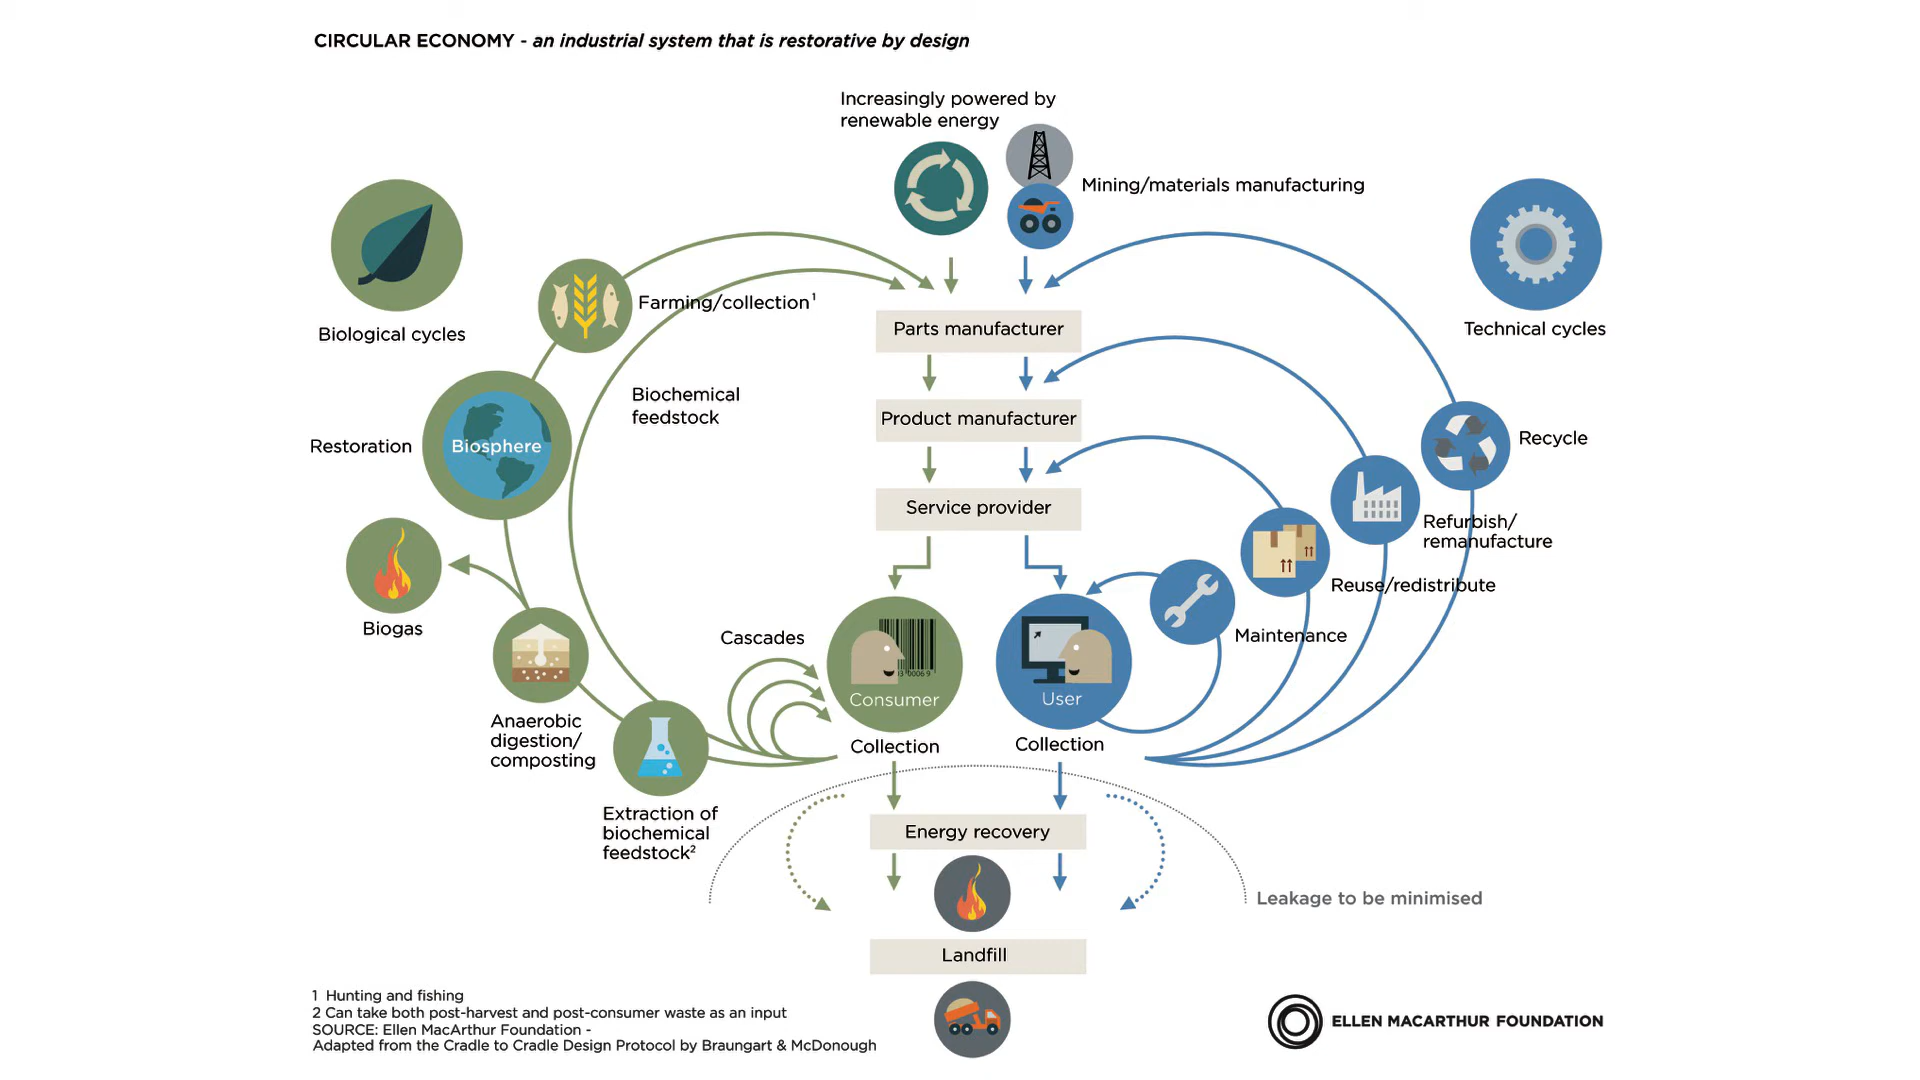 CIRCULAR ECONOMY - an industrial system that is restorative by design
Increasingly powered by
renewable energy
Mining/materials manufacturing
Biological cycles
Technical cycles
Farming/collection¹
Parts manufacturer
Biochemical
feedstock
Product manufacturer
Restoration
Biosphere
Recycle
Service provider
Refurbish/
remanufacture
Reuse/redistribute
Biogas
Cascades
Maintenance
Consumer
User
Anaerobic
digestion/
composting
Collection
Collection
Extraction of
biochemical
feedstock²
Energy recovery
Leakage to be minimised
Landfill
1 Hunting and fishing
2 Can take both post-harvest and post-consumer waste as an input
SOURCE: Ellen MacArthur Foundation -
Adapted from the Cradle to Cradle Design Protocol by Braungart & McDonough
ELLEN MACARTHUR FOUNDATION